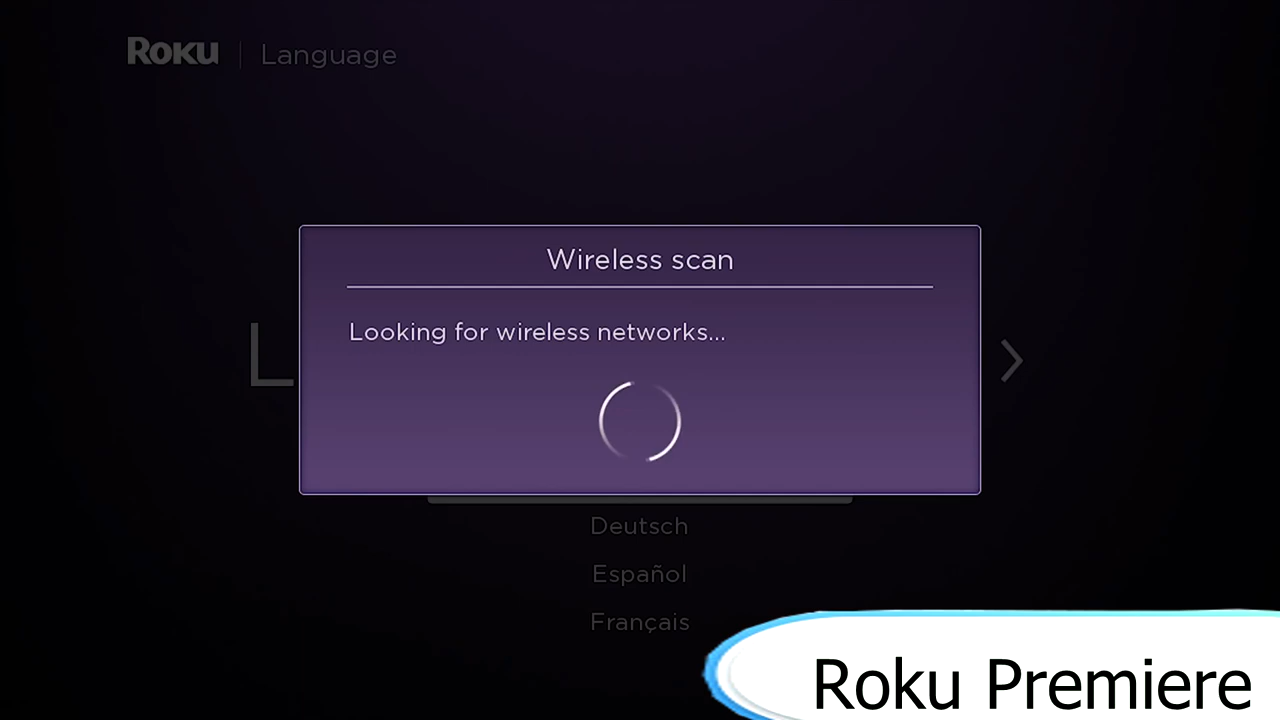 Roku | Language
Wireless scan
Looking for wireless networks...
L
Deutsch
Español
Français
Roku Premiere